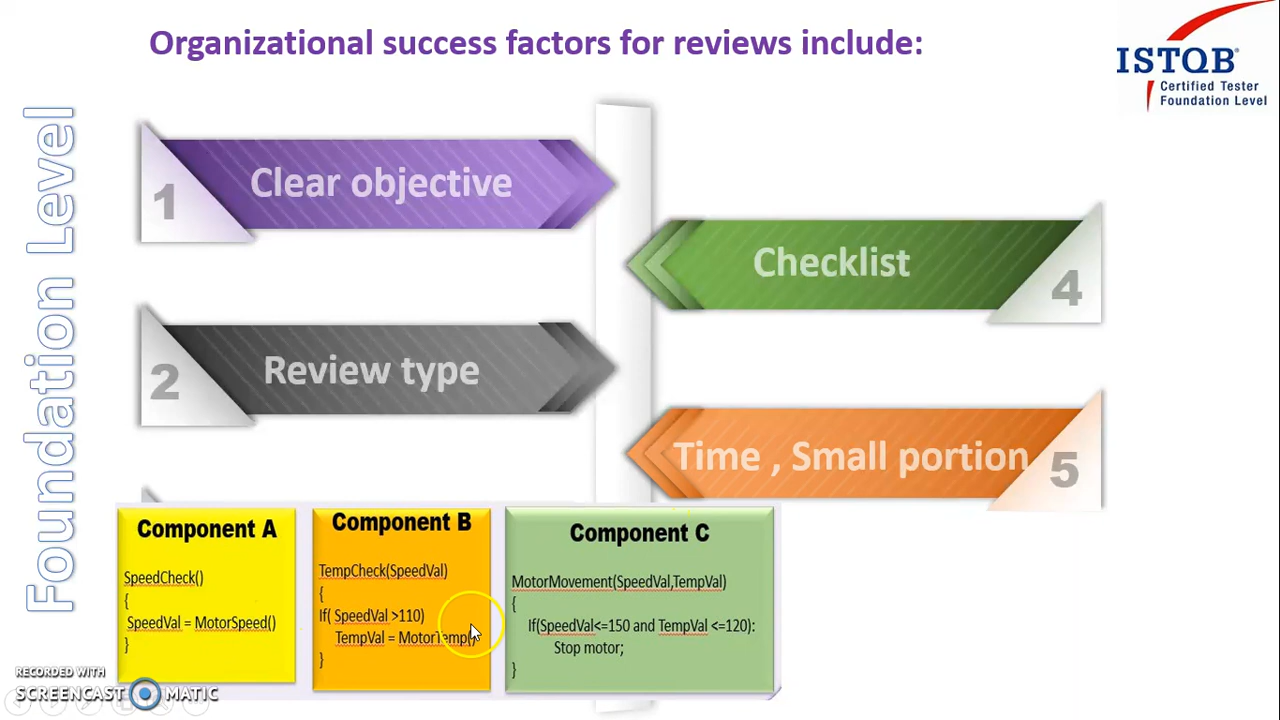 Organizational success factors for reviews include:
ISTQB®
Certified Tester
Foundation Level
Foundation Level
1
Clear objective
Checklist
4
2
Review type
Time , Small portion
5
Component A
SpeedCheck()
{
SpeedVal = MotorSpeed()
}
Component B
TempCheck(SpeedVal)
{
If( SpeedVal >110)
TempVal = MotorTemp()
}
Component C
MotorMovement(SpeedVal,TempVal)
{
If(SpeedVal<=150 and TempVal <=120):
Stop motor;
}
RECORDED WITH
SCREENCAST MATIC